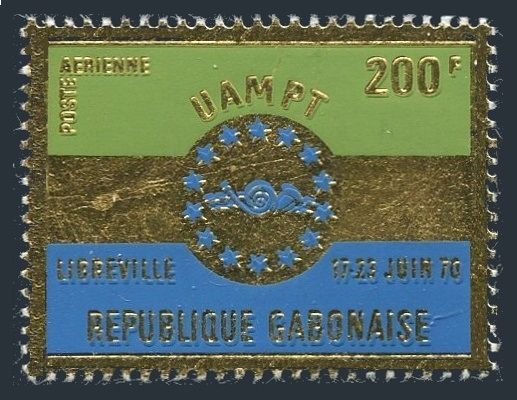 POSTE AERIENNE
200F
UAMPT
LIBREVILLE 17-23 JUIN 70
REPUBLIQUE GABONAISE